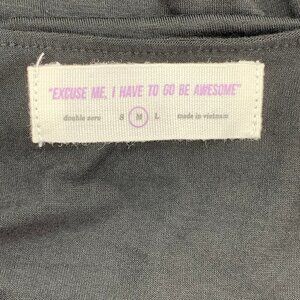 "EXCUSE ME, I HAVE TO GO BE AWESOME"
double zero S M L made in vietnam